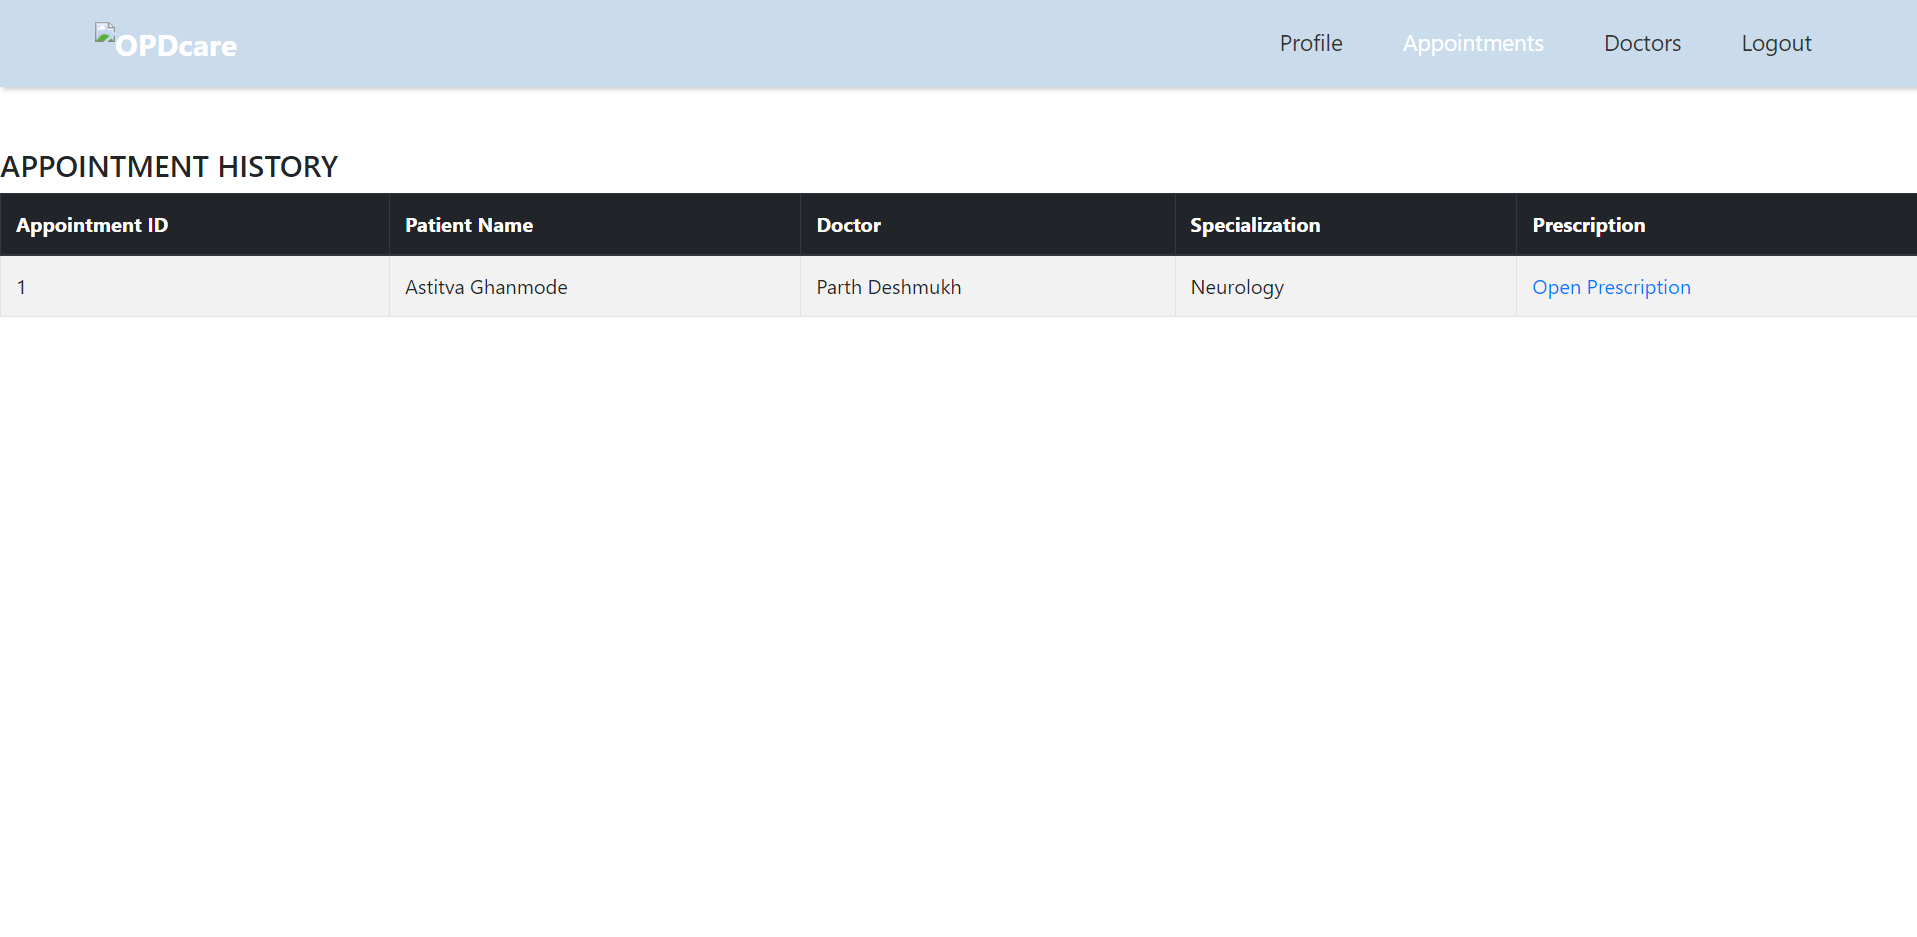 OPDcare Profile Appointments Doctors Logout
APPOINTMENT HISTORY
Appointment ID Patient Name Doctor Specialization Prescription
1 Astitva Ghanmode Parth Deshmukh Neurology Open Prescription